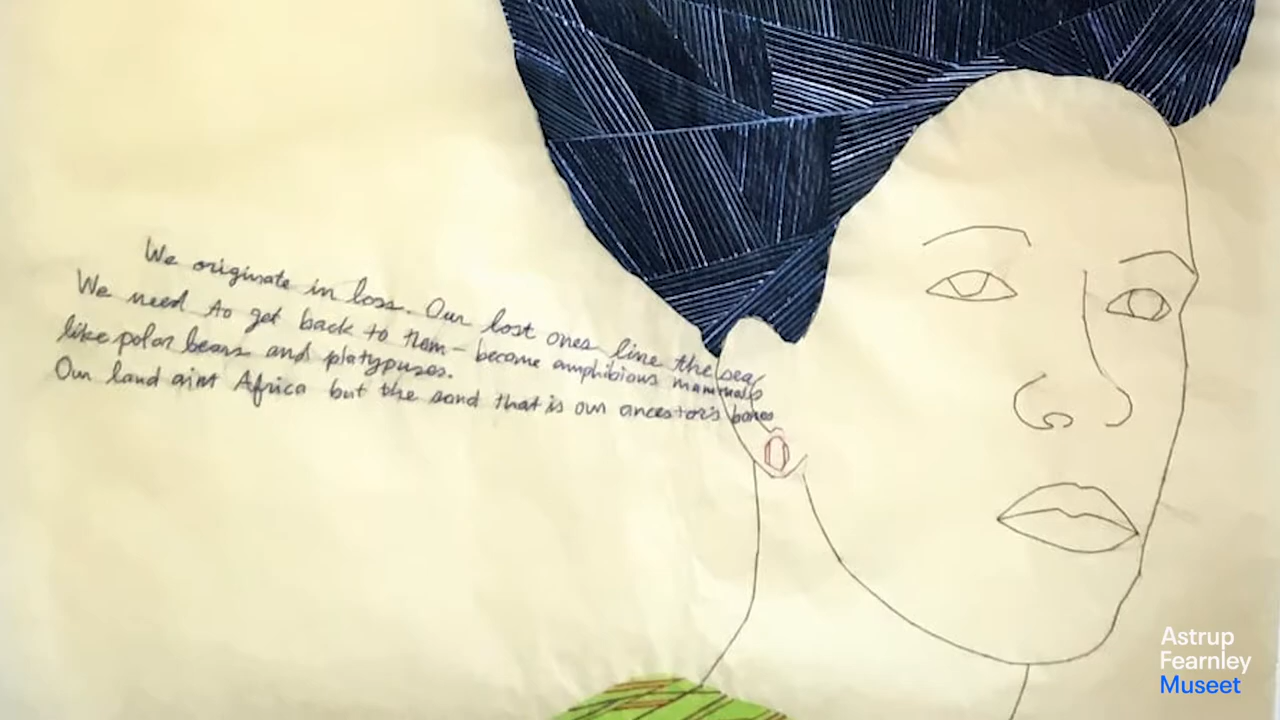 We originate in loss. Our lost ones line the sea
We need to get back to them – become amphibious mammals
like polar bears and platypuses.
Our land aint Africa but the sand that is our ancestor's bones
Astrup
Fearnley
Museet